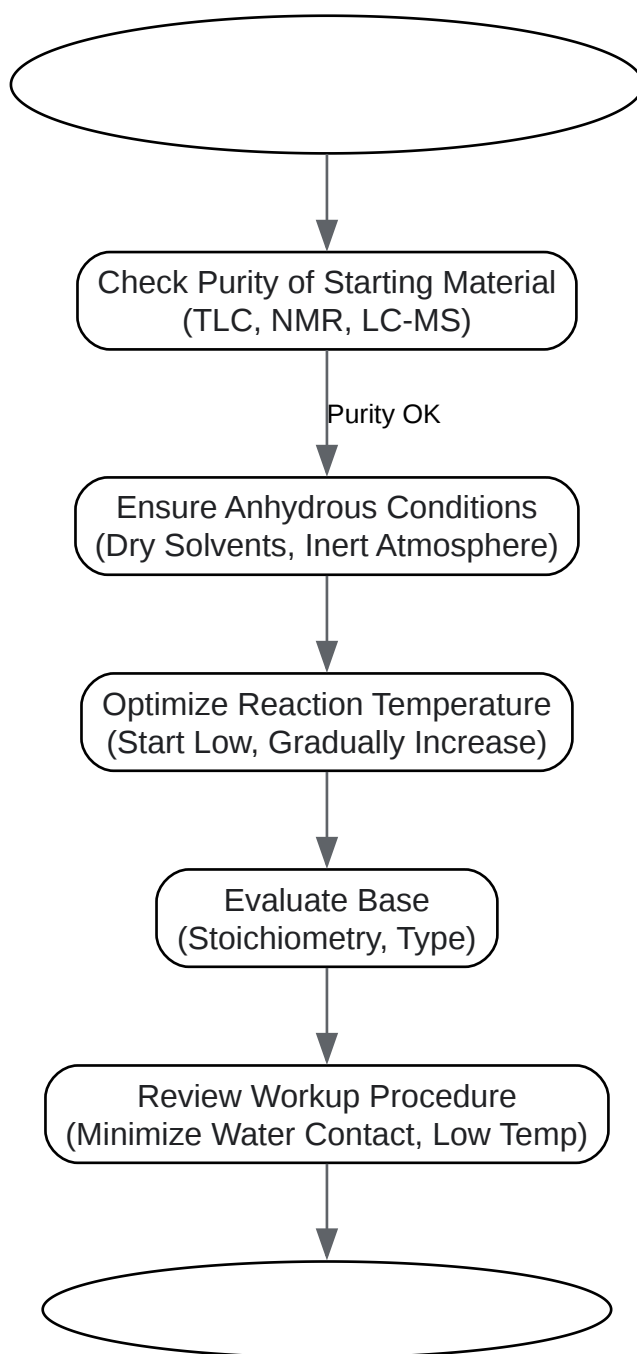 Check Purity of Starting Material
(TLC, NMR, LC-MS)
Purity OK
Ensure Anhydrous Conditions
(Dry Solvents, Inert Atmosphere)
Optimize Reaction Temperature
(Start Low, Gradually Increase)
Evaluate Base
(Stoichiometry, Type)
Review Workup Procedure
(Minimize Water Contact, Low Temp)